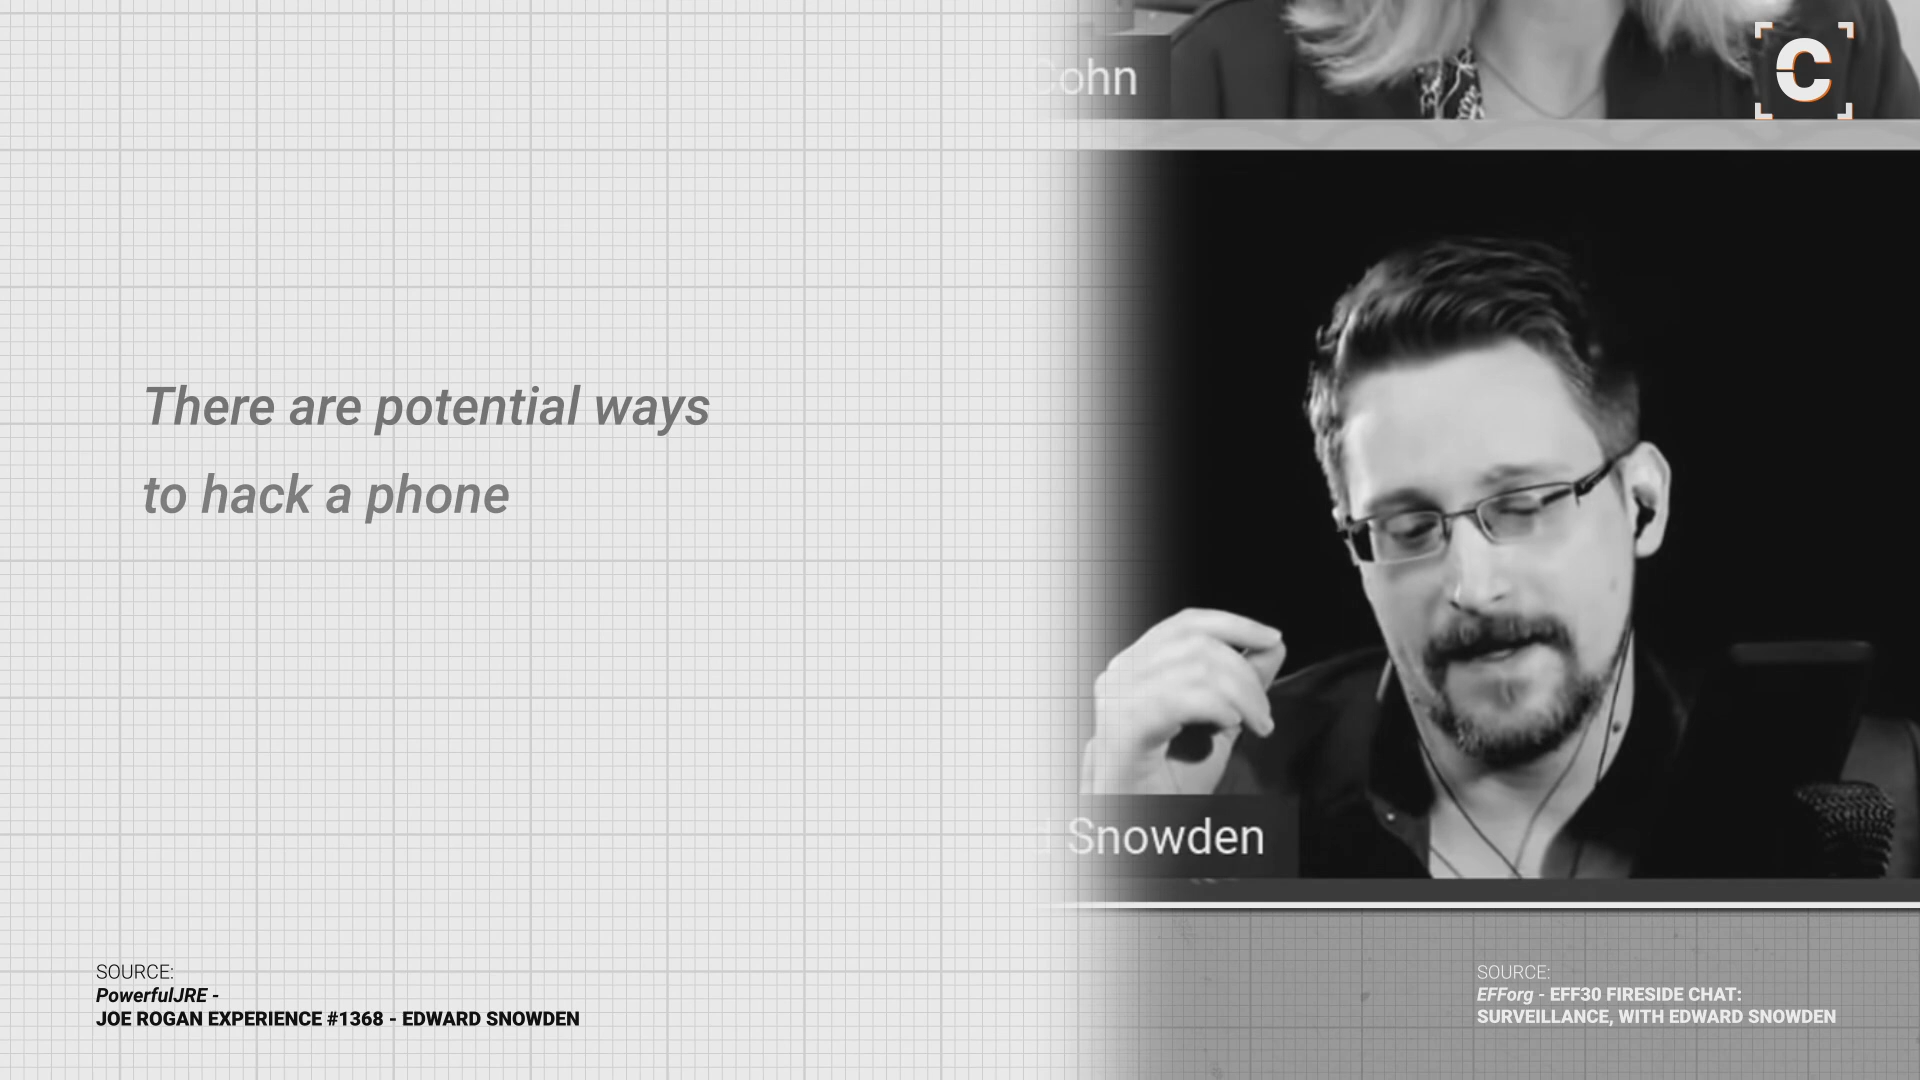 Cohn
C
There are potential ways
to hack a phone
Snowden
SOURCE:
PowerfulJRE -
JOE ROGAN EXPERIENCE #1368 - EDWARD SNOWDEN
SOURCE:
EFForg - EFF30 FIRESIDE CHAT:
SURVEILLANCE, WITH EDWARD SNOWDEN